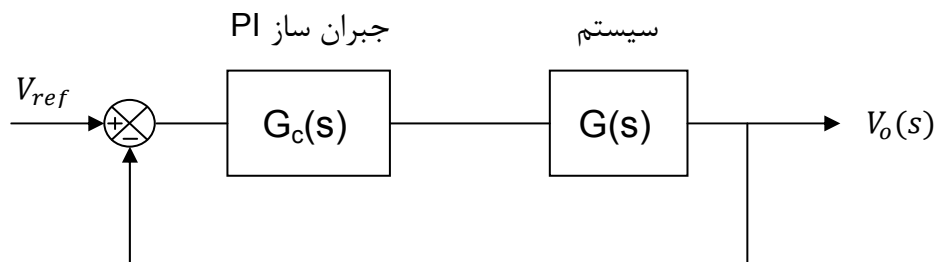 جبران ساز PI
سیستم
V_ref
+
−
G_c(s)
G(s)
V_o(s)